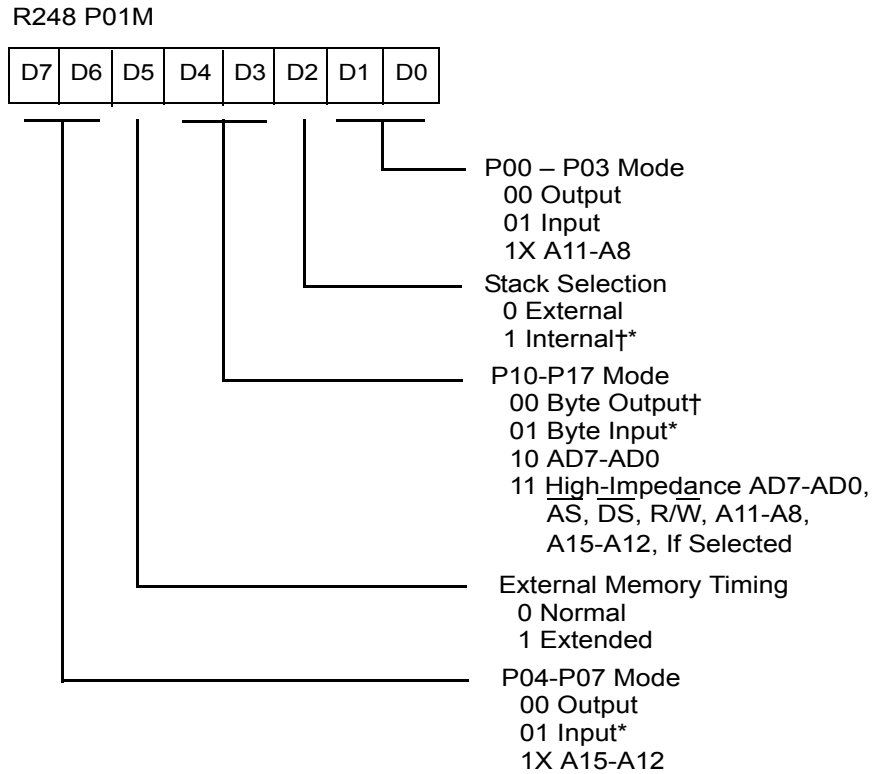 R248 P01M
D7 D6 D5 D4 D3 D2 D1 D0
P00 – P03 Mode
00 Output
01 Input
1X A11-A8
Stack Selection
0 External
1 Internal†*
P10-P17 Mode
00 Byte Output†
01 Byte Input*
10 AD7-AD0
11 High-Impedance AD7-AD0,
A̅S̅, D̅S̅, R/W̅, A11-A8,
A15-A12, If Selected
External Memory Timing
0 Normal
1 Extended
P04-P07 Mode
00 Output
01 Input*
1X A15-A12